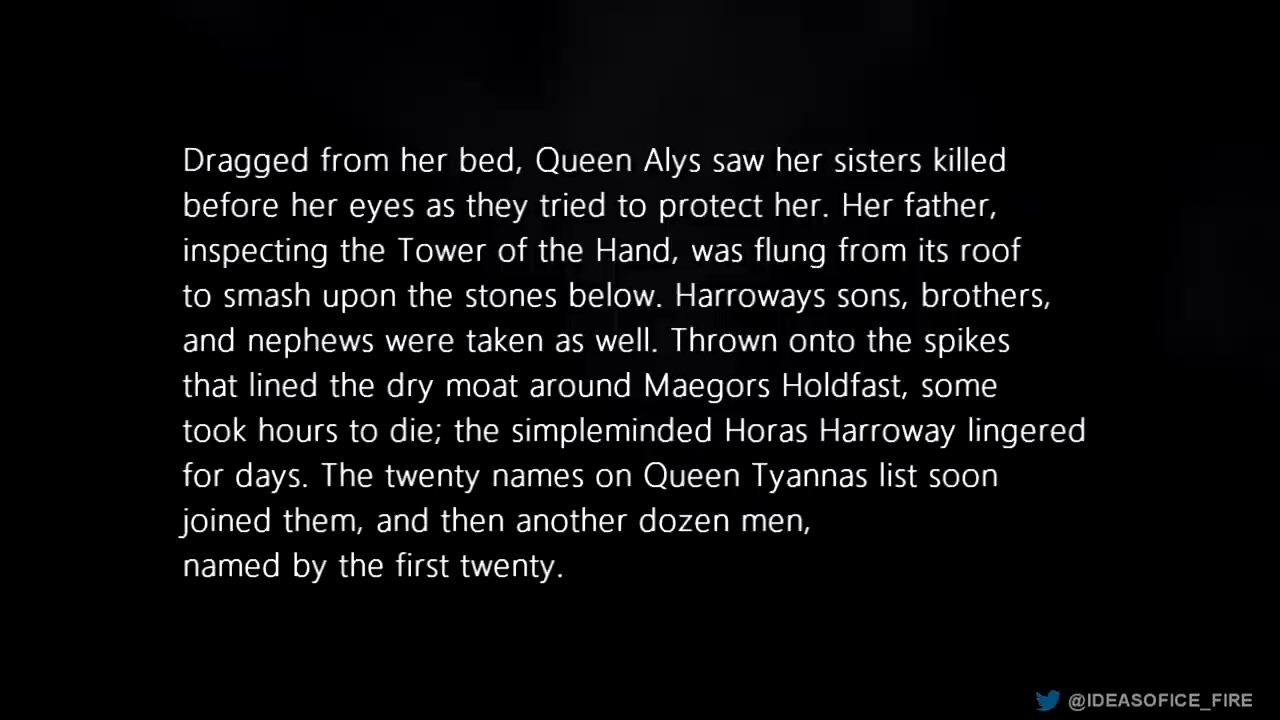 Dragged from her bed, Queen Alys saw her sisters killed
before her eyes as they tried to protect her. Her father,
inspecting the Tower of the Hand, was flung from its roof
to smash upon the stones below. Harroways sons, brothers,
and nephews were taken as well. Thrown onto the spikes
that lined the dry moat around Maegors Holdfast, some
took hours to die; the simpleminded Horas Harroway lingered
for days. The twenty names on Queen Tyannas list soon
joined them, and then another dozen men,
named by the first twenty.
@IDEASOFICE_FIRE